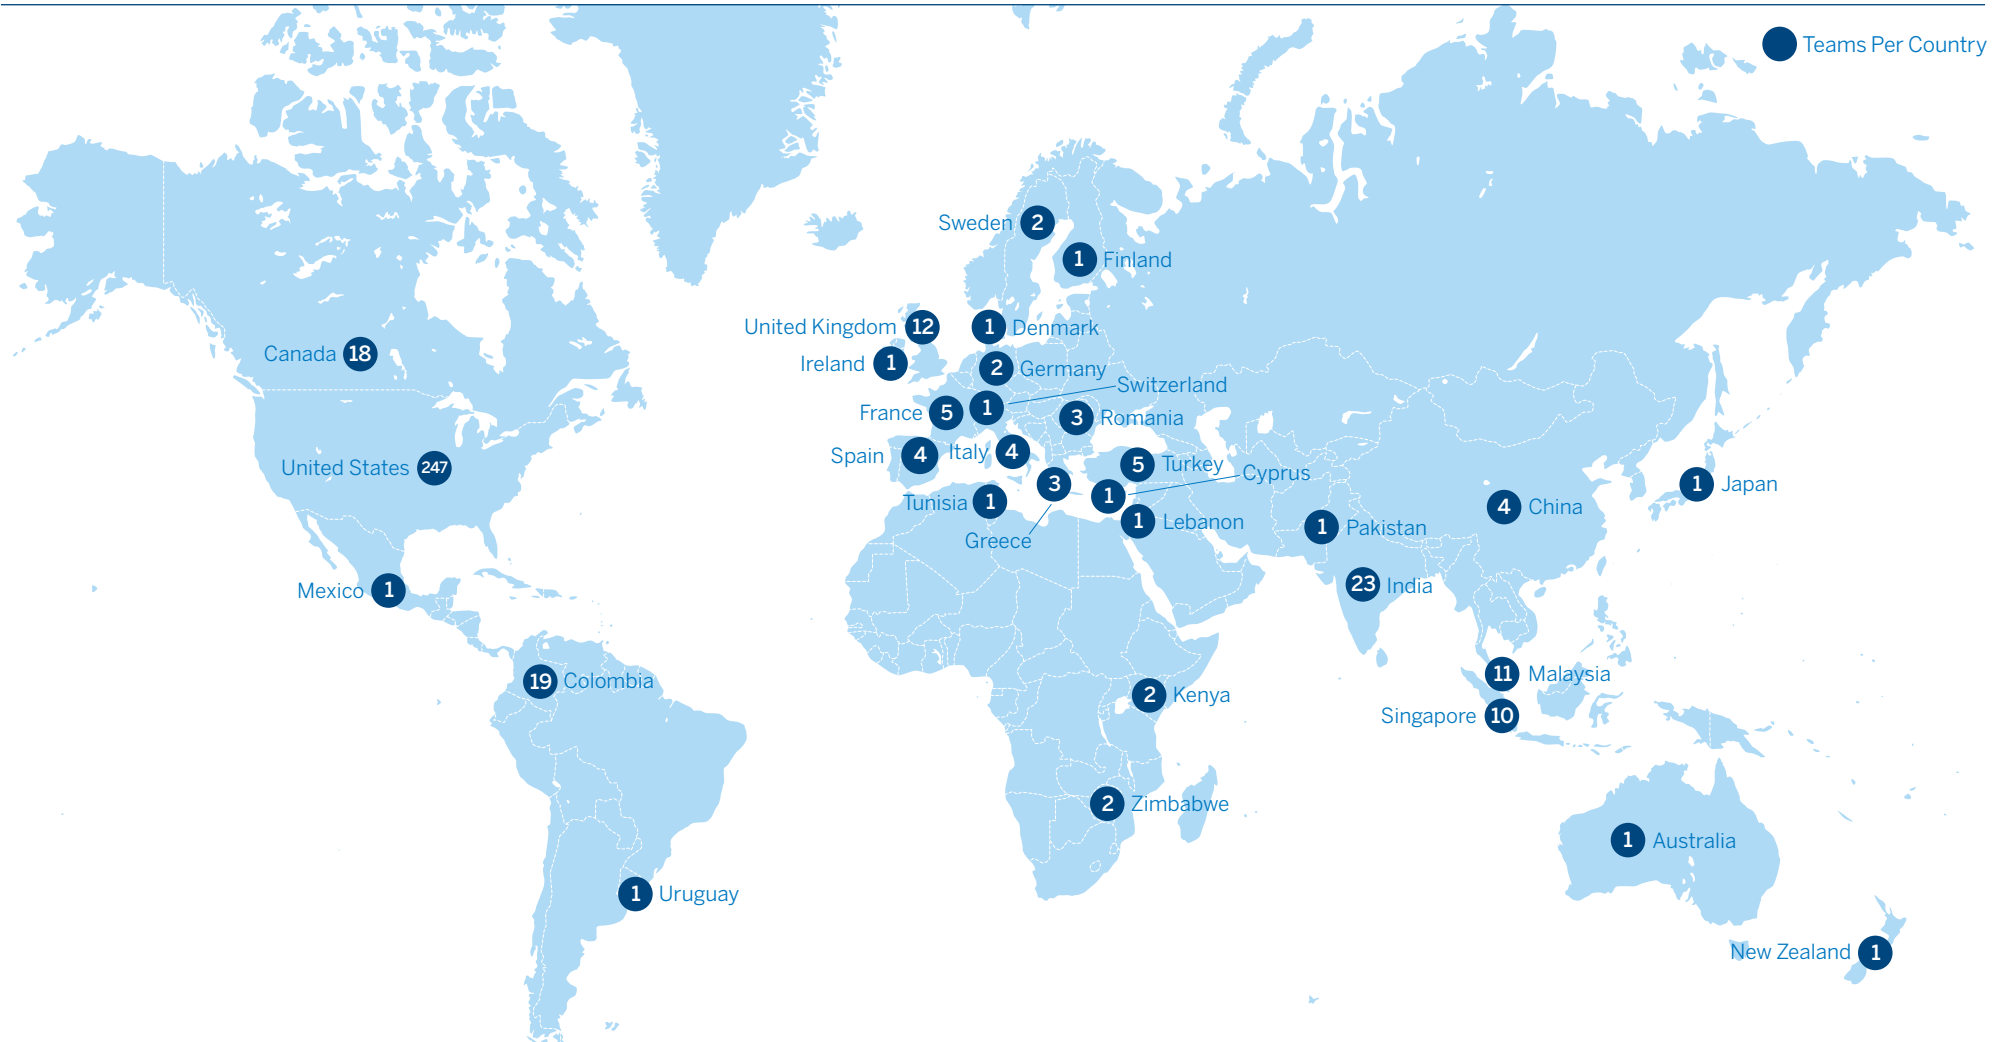 Teams Per Country
Sweden 2
1 Finland
United Kingdom 12
1 Denmark
Canada 18
Ireland 1
2 Germany
Switzerland
France 5
1
3 Romania
Spain 4
Italy 4
United States 247
5 Turkey
Cyprus
3
1
Japan
1
Tunisia 1
4 China
1 Lebanon
1 Pakistan
Greece
Mexico 1
23 India
19 Colombia
11 Malaysia
2 Kenya
Singapore 10
2 Zimbabwe
1 Australia
1 Uruguay
New Zealand 1